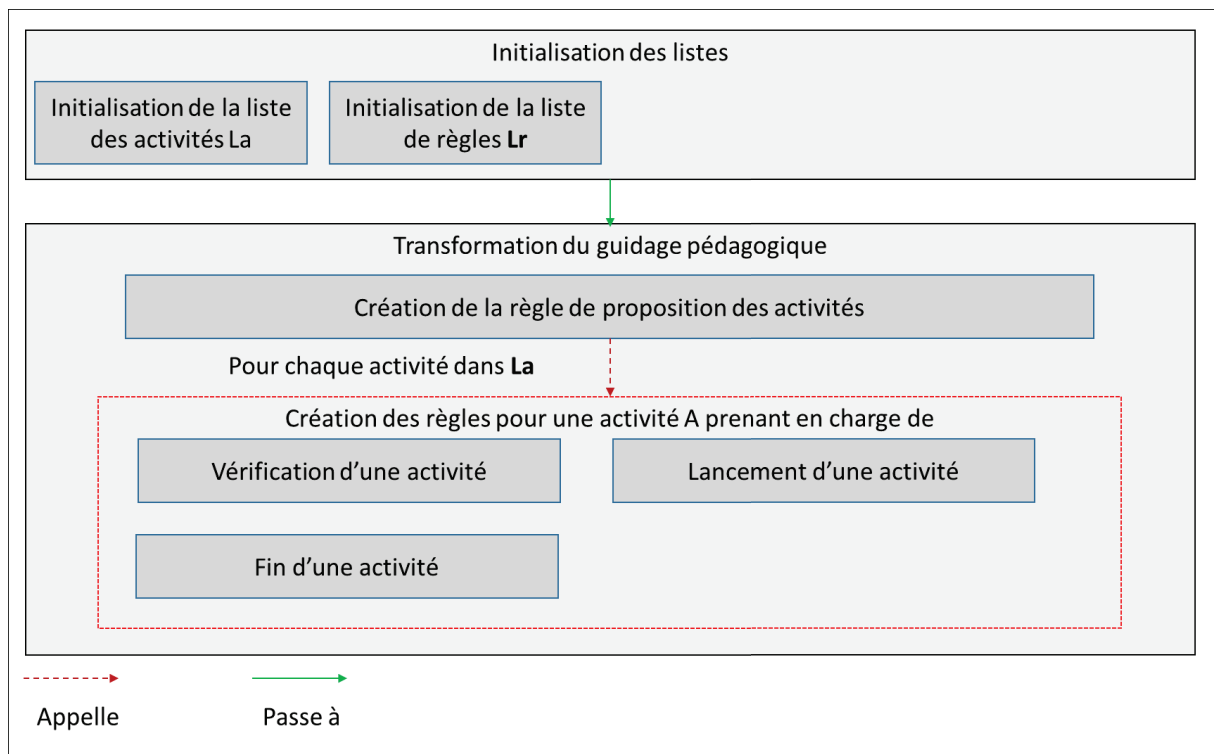 Initialisation des listes
Initialisation de la liste
des activités La
Initialisation de la liste
de règles Lr
Transformation du guidage pédagogique
Création de la règle de proposition des activités
Pour chaque activité dans La
Création des règles pour une activité A prenant en charge de
Vérification d’une activité
Lancement d’une activité
Fin d’une activité
Appelle
Passe à